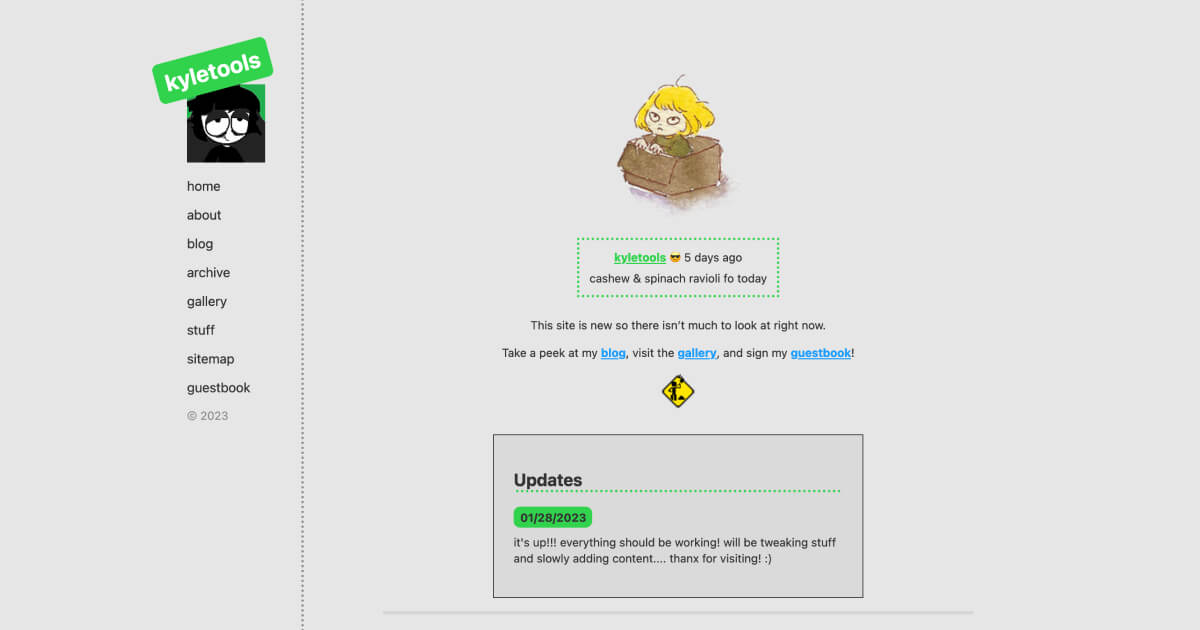 kyletools
home
about
blog
archive
gallery
stuff
sitemap
guestbook
© 2023
kyletools 😎 5 days ago
cashew & spinach ravioli fo today
This site is new so there isn’t much to look at right now.
Take a peek at my blog, visit the gallery, and sign my guestbook!
Updates
01/28/2023
it's up!!! everything should be working! will be tweaking stuff
and slowly adding content.... thanx for visiting! :)